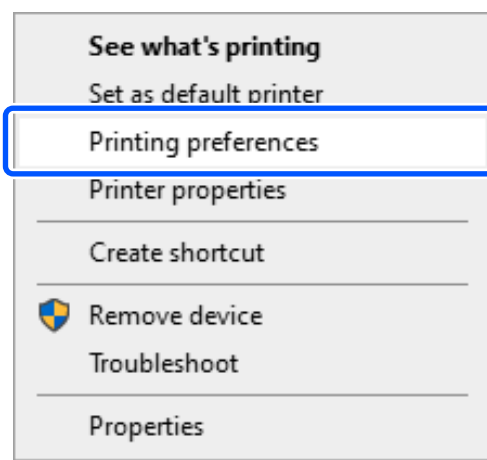 See what's printing
Set as default printer
Printing preferences
Printer properties
Create shortcut
Remove device
Troubleshoot
Properties